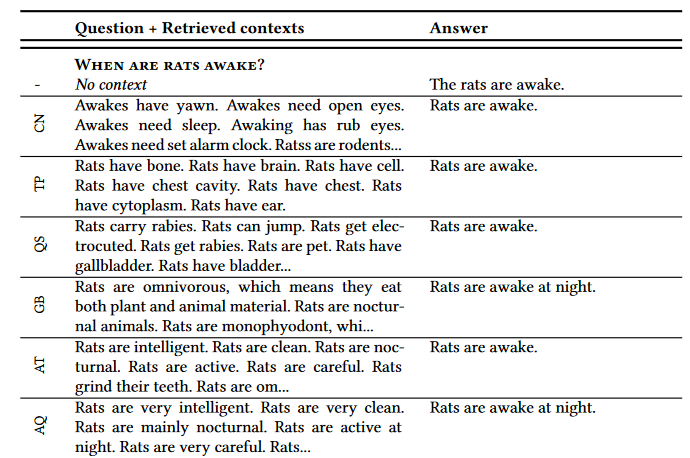 Question + Retrieved contexts Answer
WHEN ARE RATS AWAKE?
- No context The rats are awake.
CN Awakes have yawn. Awakes need open eyes. Rats are awake.
Awakes need sleep. Awaking has rub eyes.
Awakes need set alarm clock. Ratss are rodents...
TP Rats have bone. Rats have brain. Rats have cell. Rats are awake.
Rats have chest cavity. Rats have chest. Rats
have cytoplasm. Rats have ear.
QS Rats carry rabies. Rats can jump. Rats get elec- Rats are awake.
trocuted. Rats get rabies. Rats are pet. Rats have
gallbladder. Rats have bladder...
GB Rats are omnivorous, which means they eat Rats are awake at night.
both plant and animal material. Rats are noctur-
nal animals. Rats are monophyodont, whi...
AT Rats are intelligent. Rats are clean. Rats are noc- Rats are awake.
turnal. Rats are active. Rats are careful. Rats
grind their teeth. Rats are om...
AQ Rats are very intelligent. Rats are very clean. Rats are awake at night.
Rats are mainly nocturnal. Rats are active at
night. Rats are very careful. Rats...